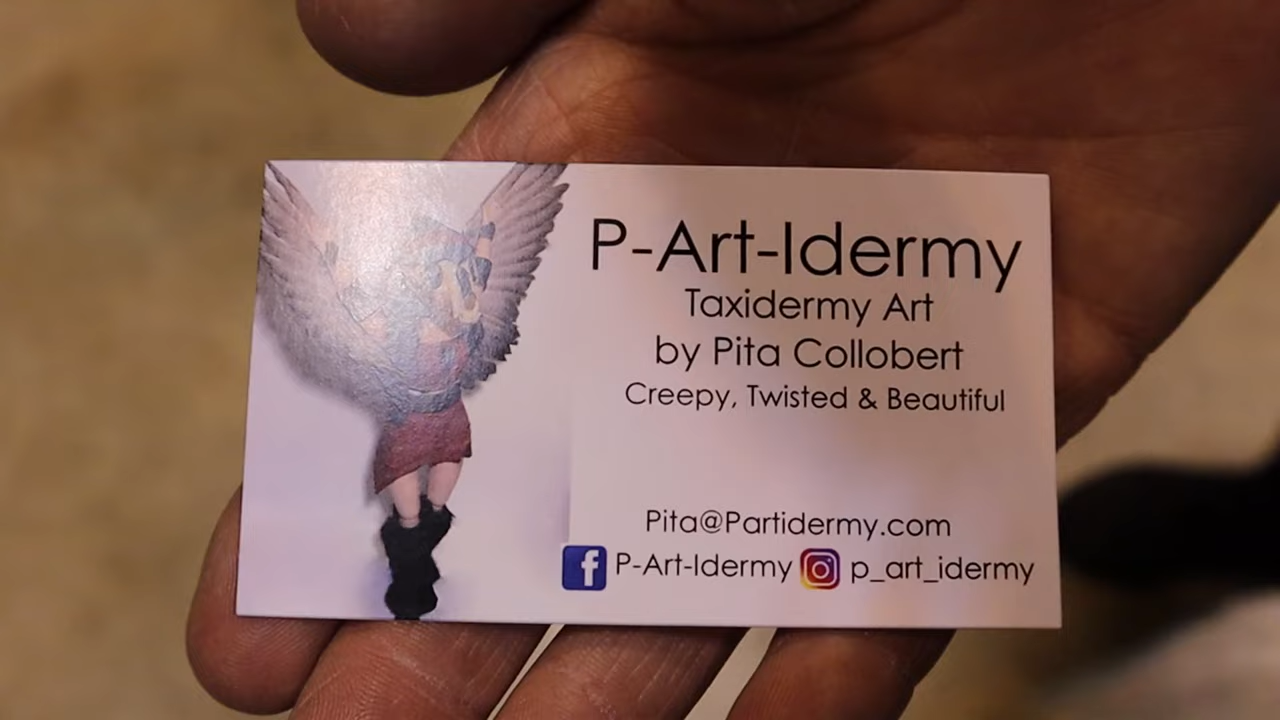 P-Art-Idermy
Taxidermy Art
by Pita Collobert
Creepy, Twisted & Beautiful
Pita@Partidermy.com
P-Art-Idermy p_art_idermy